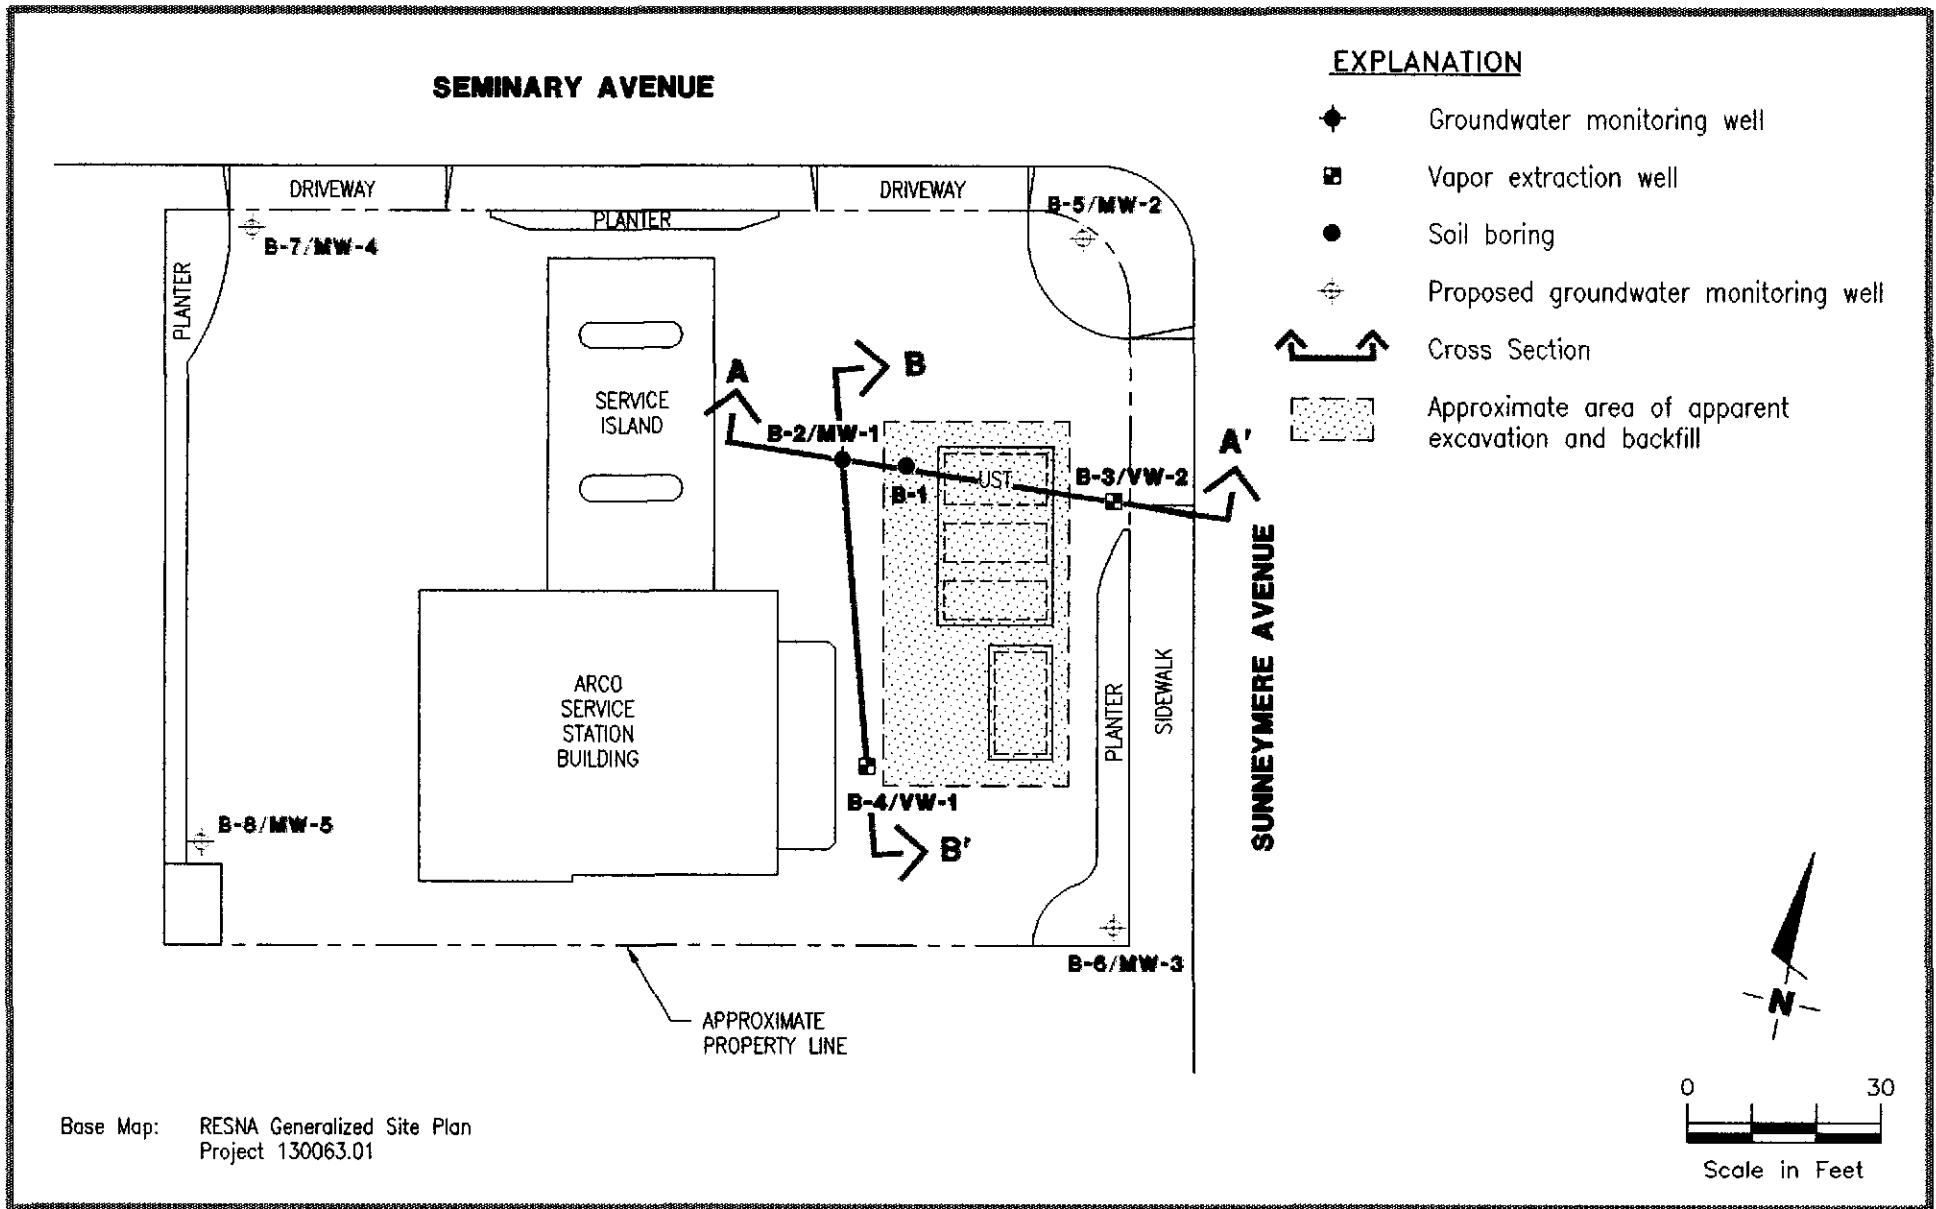 SEMINARY AVENUE
EXPLANATION
Groundwater monitoring well
Vapor extraction well
Soil boring
Proposed groundwater monitoring well
Cross Section
Approximate area of apparent
excavation and backfill
DRIVEWAY
DRIVEWAY
PLANTER
B-5/MW-2
B-7/MW-4
PLANTER
SERVICE
ISLAND
A
B
B-2/MW-1
B-1
UST
B-3/VW-2
A'
SUNNEYMERE AVENUE
SIDEWALK
PLANTER
ARCO
SERVICE
STATION
BUILDING
B-4/VW-1
B'
B-8/MW-5
B-6/MW-3
APPROXIMATE
PROPERTY LINE
N
0 30
Scale in Feet
Base Map: RESNA Generalized Site Plan
Project 130063.01